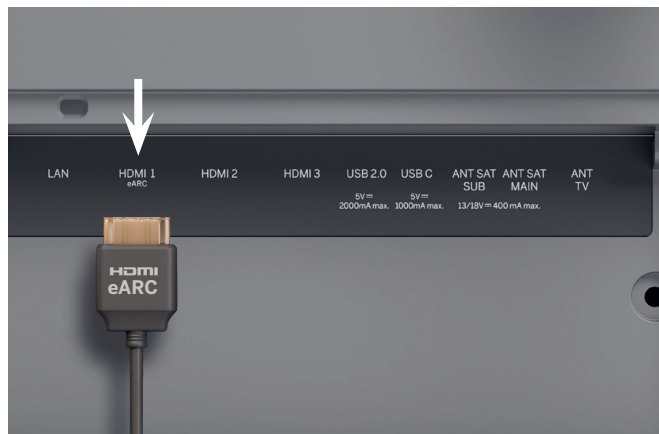 LAN
HDMI 1
eARC
HDMI 2
HDMI 3
USB 2.0
5V⎓
2000mA max.
USB C
5V⎓
1000mA max.
ANT SAT
SUB
ANT SAT
MAIN
13/18V⎓400 mA max.
ANT
TV
HDMI
eARC